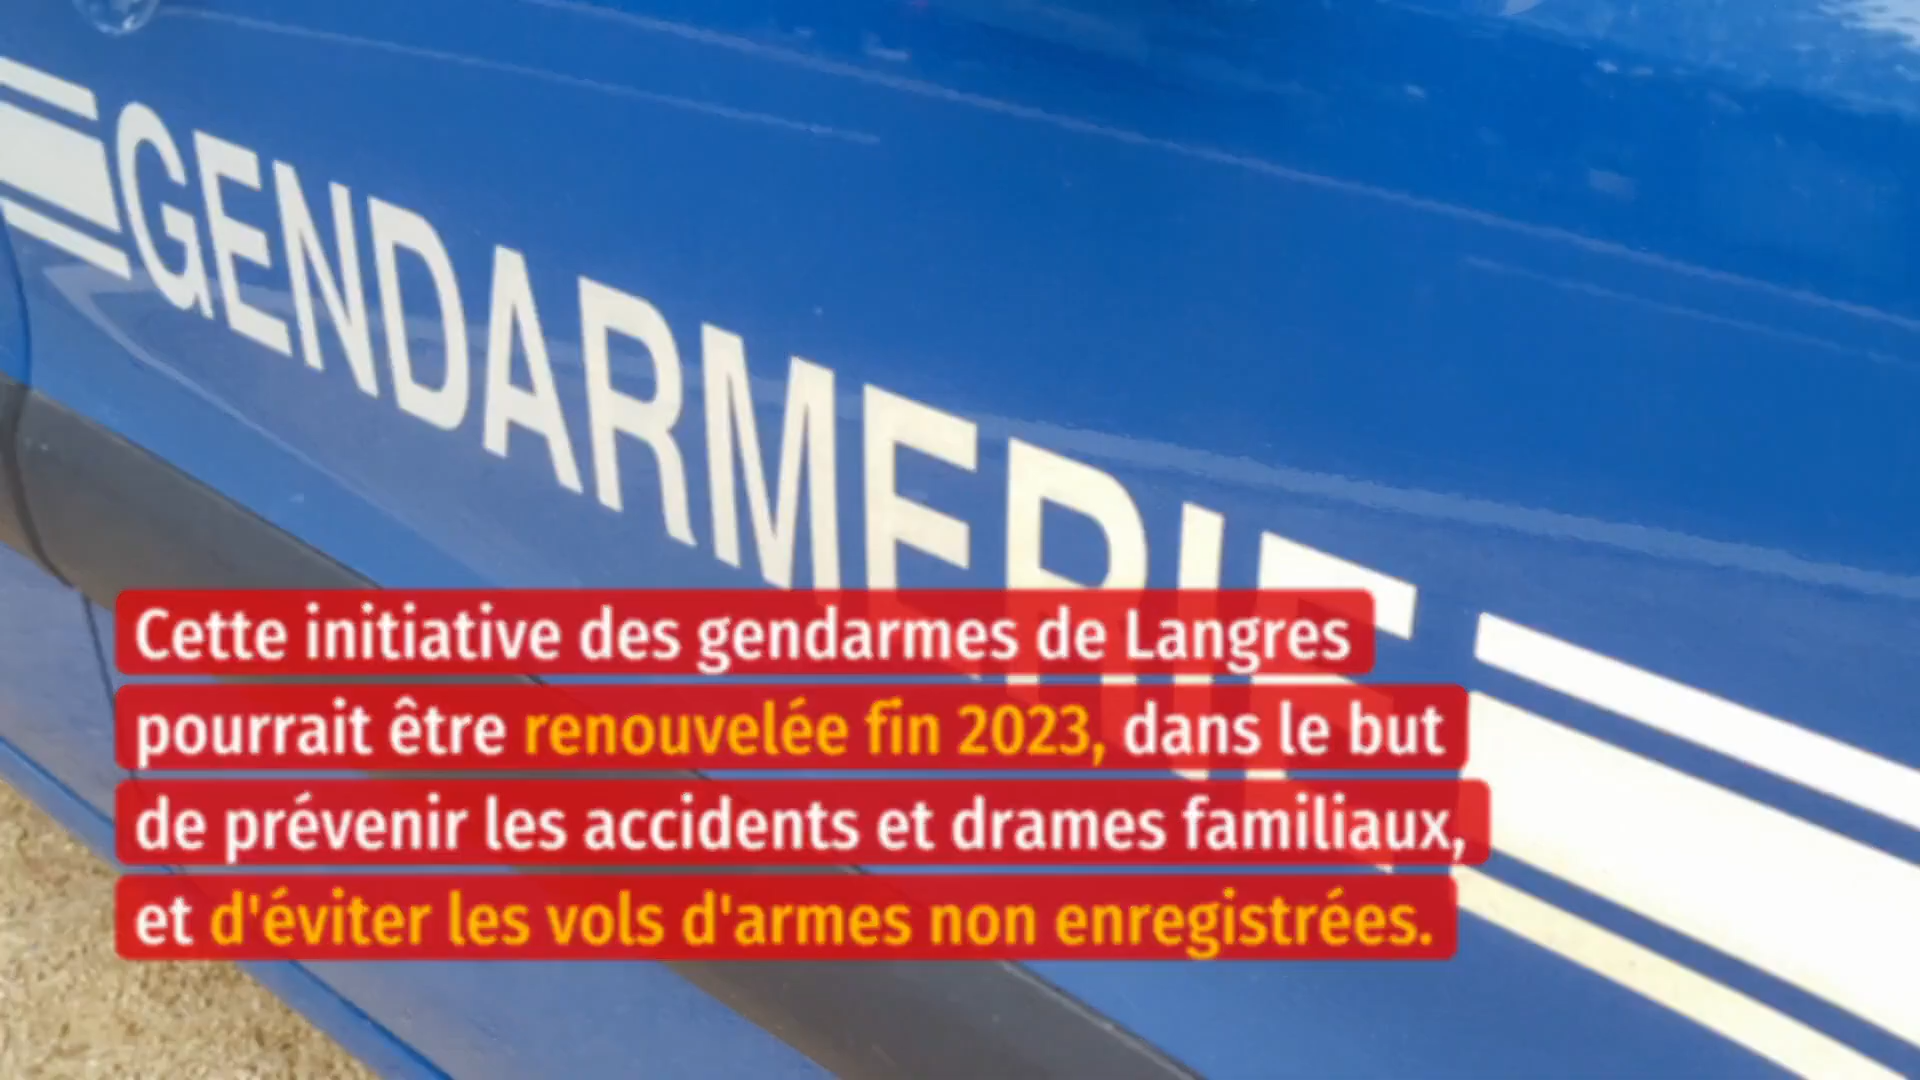 GENDARMERIE
Cette initiative des gendarmes de Langres
pourrait être renouvelée fin 2023, dans le but
de prévenir les accidents et drames familiaux,
et d'éviter les vols d'armes non enregistrées.